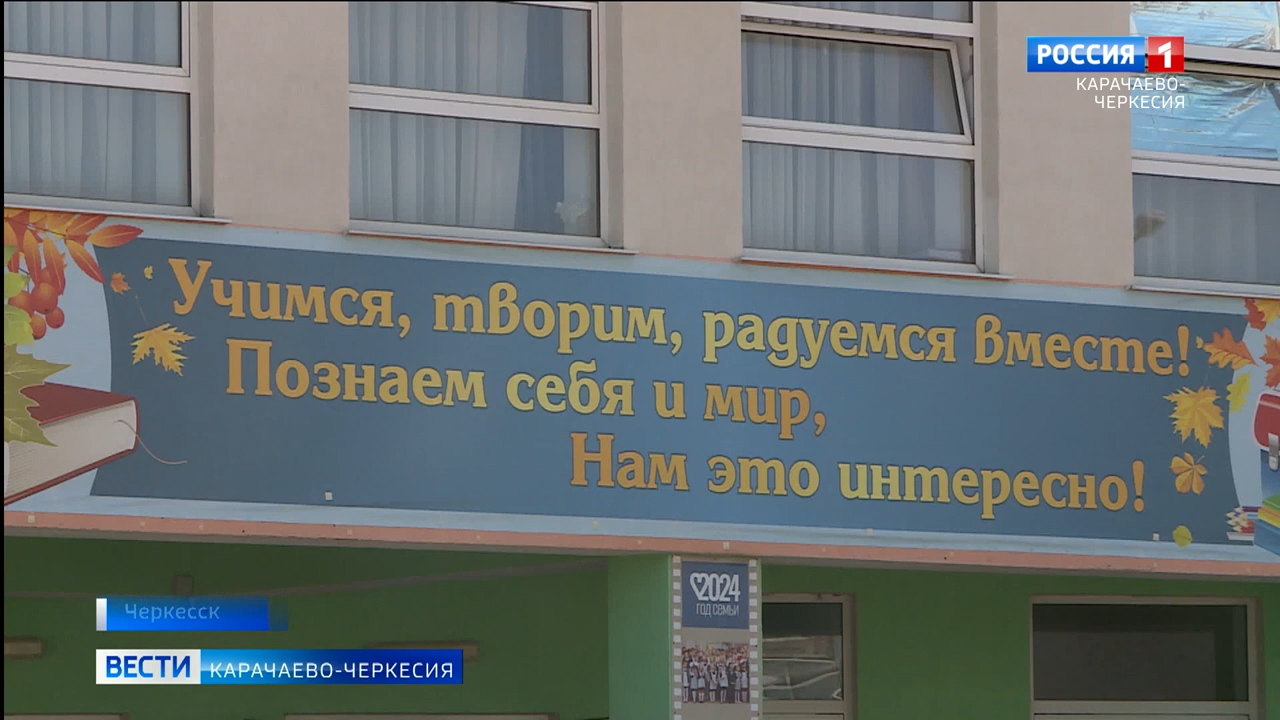 РОССИЯ 1
КАРАЧАЕВО-
ЧЕРКЕСИЯ
Учимся, творим, радуемся вместе!
Познаем себя и мир,
Нам это интересно!
2024
ГОД СЕМЬИ
Черкесск
ВЕСТИ КАРАЧАЕВО-ЧЕРКЕСИЯ